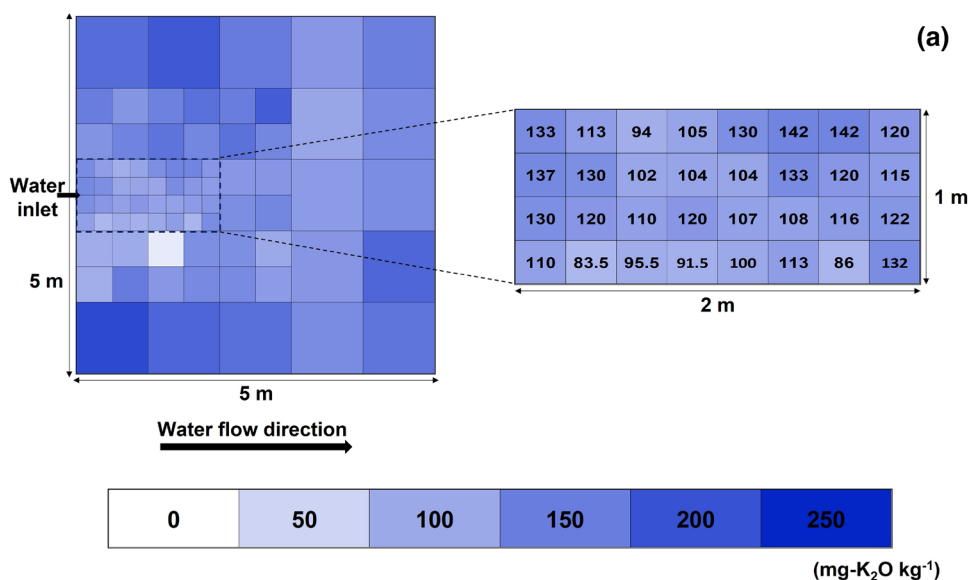 (a)
133 113 94 105 130 142 142 120
137 130 102 104 104 133 120 115
130 120 110 120 107 108 116 122
110 83.5 95.5 91.5 100 113 86 132
1 m
2 m
Water
inlet
5 m
5 m
Water flow direction
0 50 100 150 200 250
(mg-K₂O kg⁻¹)